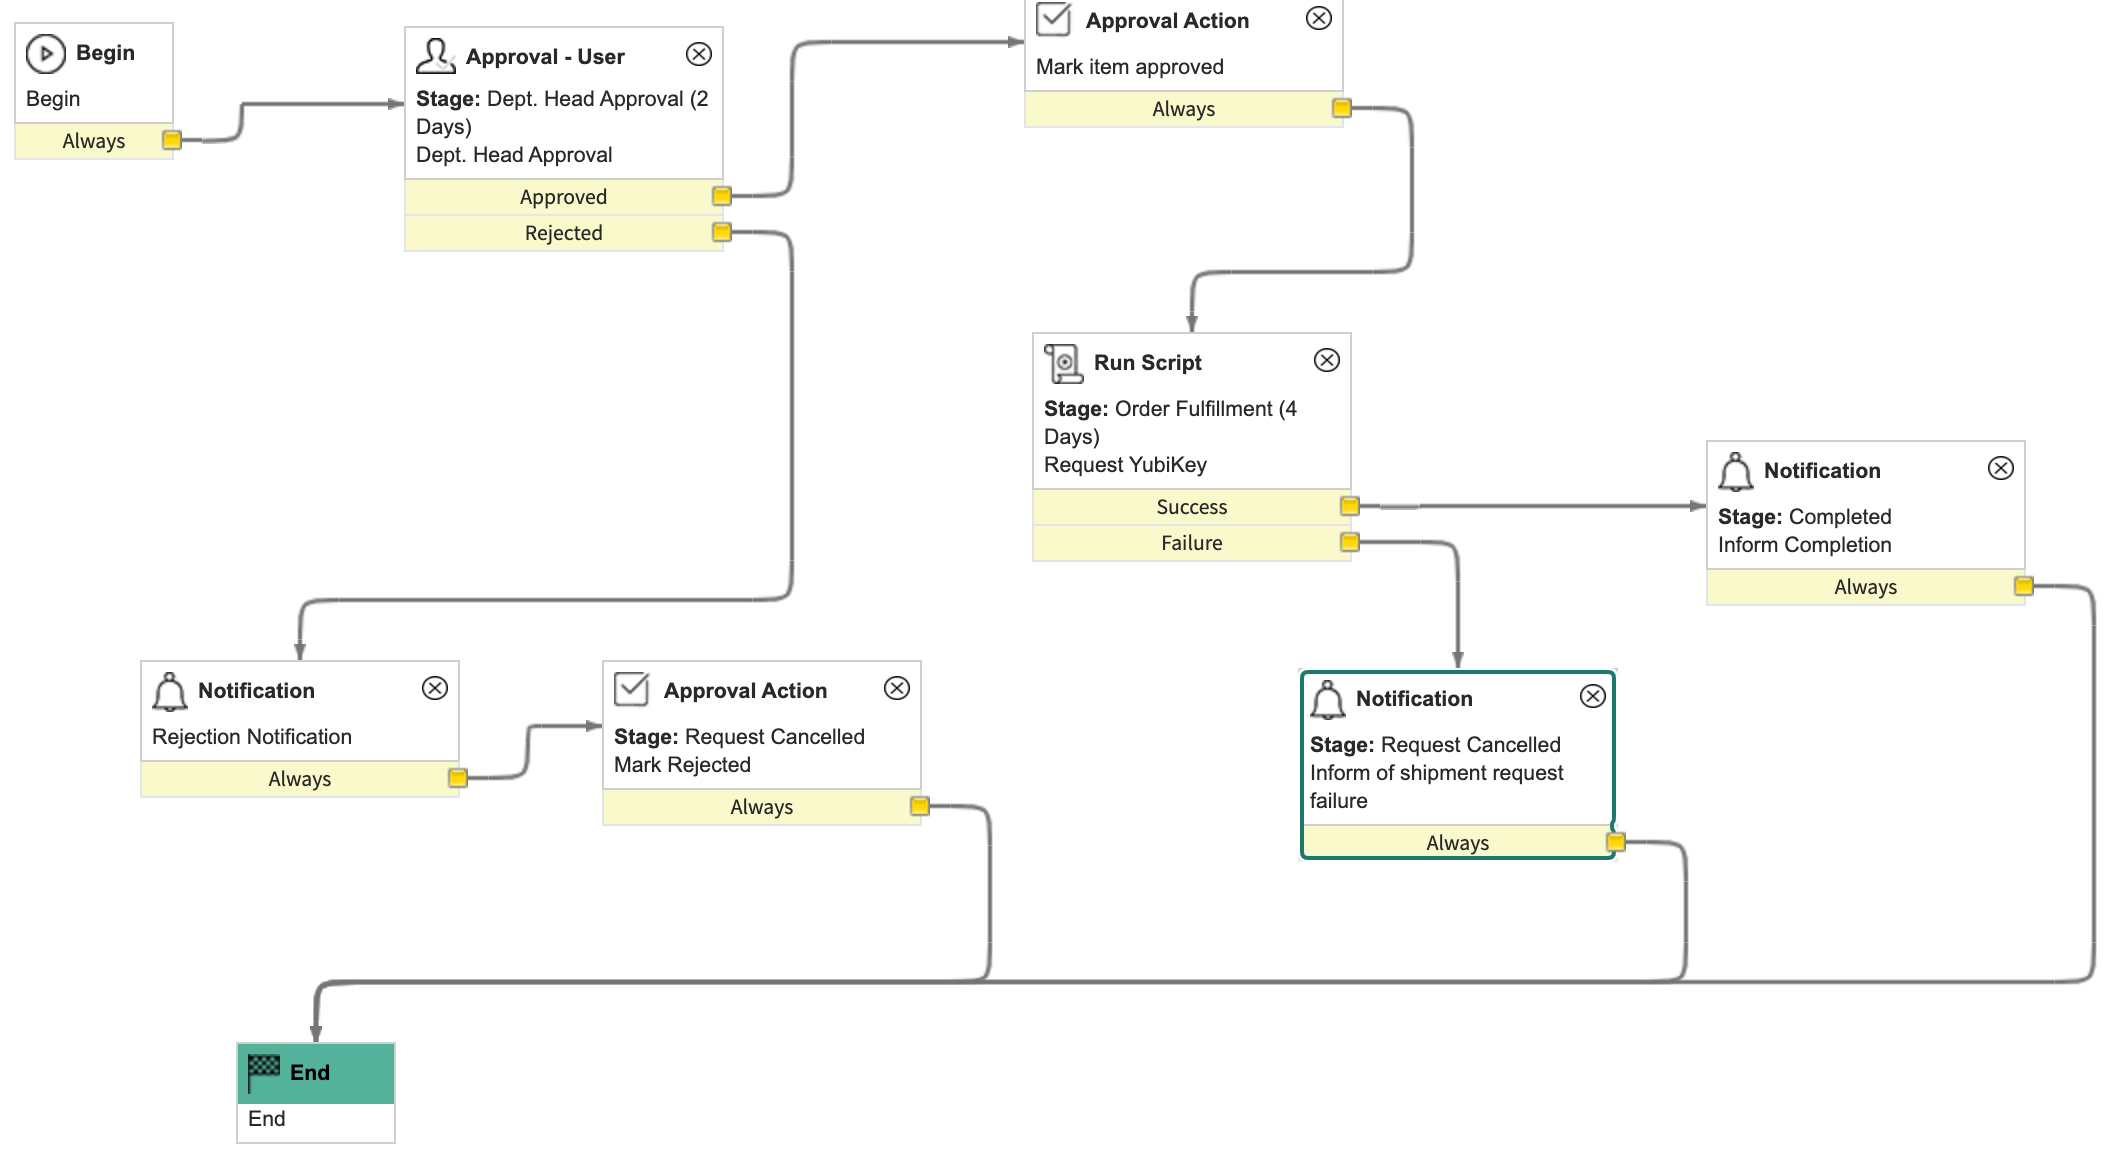 Begin
Begin
Always
Approval - User
Stage: Dept. Head Approval (2
Days)
Dept. Head Approval
Approved
Rejected
Approval Action
Mark item approved
Always
Run Script
Stage: Order Fulfillment (4
Days)
Request YubiKey
Success
Failure
Notification
Stage: Completed
Inform Completion
Always
Notification
Rejection Notification
Always
Approval Action
Stage: Request Cancelled
Mark Rejected
Always
Notification
Stage: Request Cancelled
Inform of shipment request
failure
Always
End
End